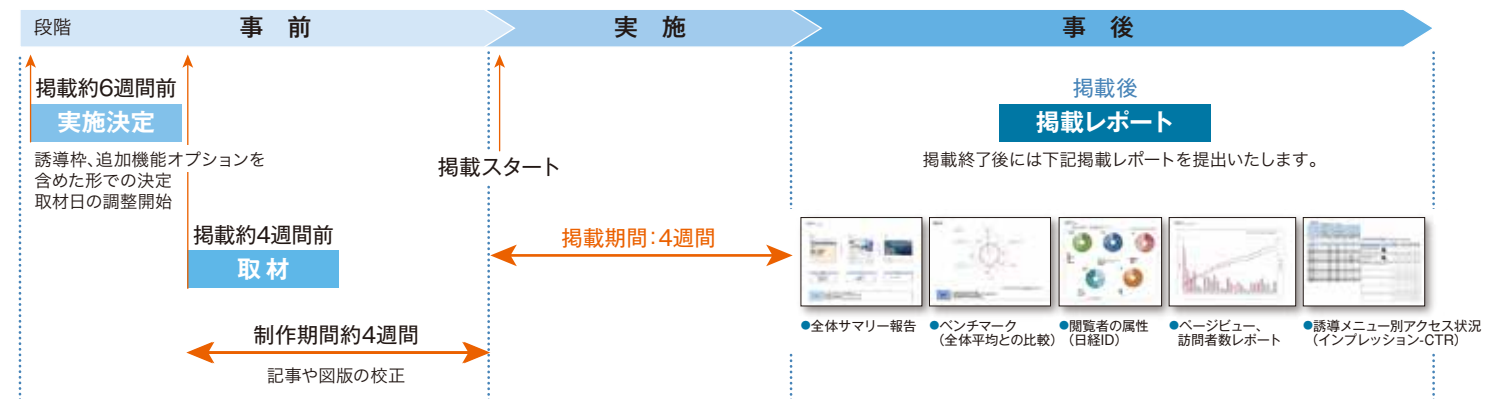 段階
事 前
実 施
事 後
掲載約6週間前
実施決定
誘導枠、追加機能オプションを
含めた形での決定
取材日の調整開始
掲載約4週間前
取 材
制作期間約4週間
記事や図版の校正
掲載スタート
掲載期間:4週間
掲載後
掲載レポート
掲載終了後には下記掲載レポートを提出いたします。
●全体サマリー報告
●ベンチマーク
(全体平均との比較)
●閲覧者の属性
(日経ID)
●ページビュー、
訪問者数レポート
●誘導メニュー別アクセス状況
(インプレッション-CTR)